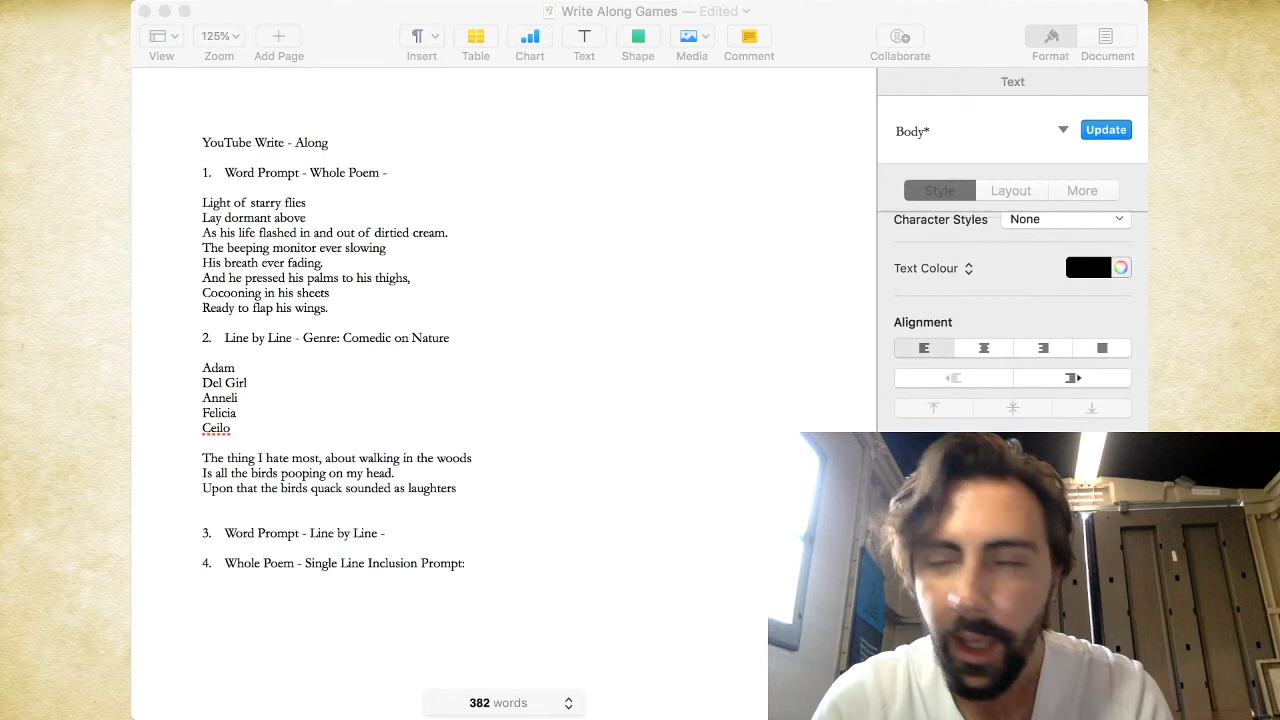 Write Along Games — Edited
125%
View
Zoom
Add Page
Insert
Table
Chart
Text
Shape
Media
Comment
Collaborate
Format
Document
Text
Body*
Update
Style
Layout
More
Character Styles
None
Text Colour
Alignment
YouTube Write - Along
1. Word Prompt - Whole Poem -
Light of starry flies
Lay dormant above
As his life flashed in and out of dirtied cream.
The beeping monitor ever slowing
His breath ever fading.
And he pressed his palms to his thighs,
Cocooning in his sheets
Ready to flap his wings.
2. Line by Line - Genre: Comedic on Nature
Adam
Del Girl
Anneli
Felicia
Ceilo
The thing I hate most, about walking in the woods
Is all the birds pooping on my head.
Upon that the birds quack sounded as laughters
3. Word Prompt - Line by Line -
4. Whole Poem - Single Line Inclusion Prompt:
382 words